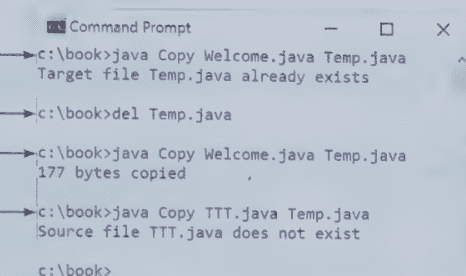 Command Prompt
c:\book>java Copy Welcome.java Temp.java
Target file Temp.java already exists
c:\book>del Temp.java
c:\book>java Copy Welcome.java Temp.java
177 bytes copied
c:\book>java Copy TTT.java Temp.java
Source file TTT.java does not exist
c:\book>